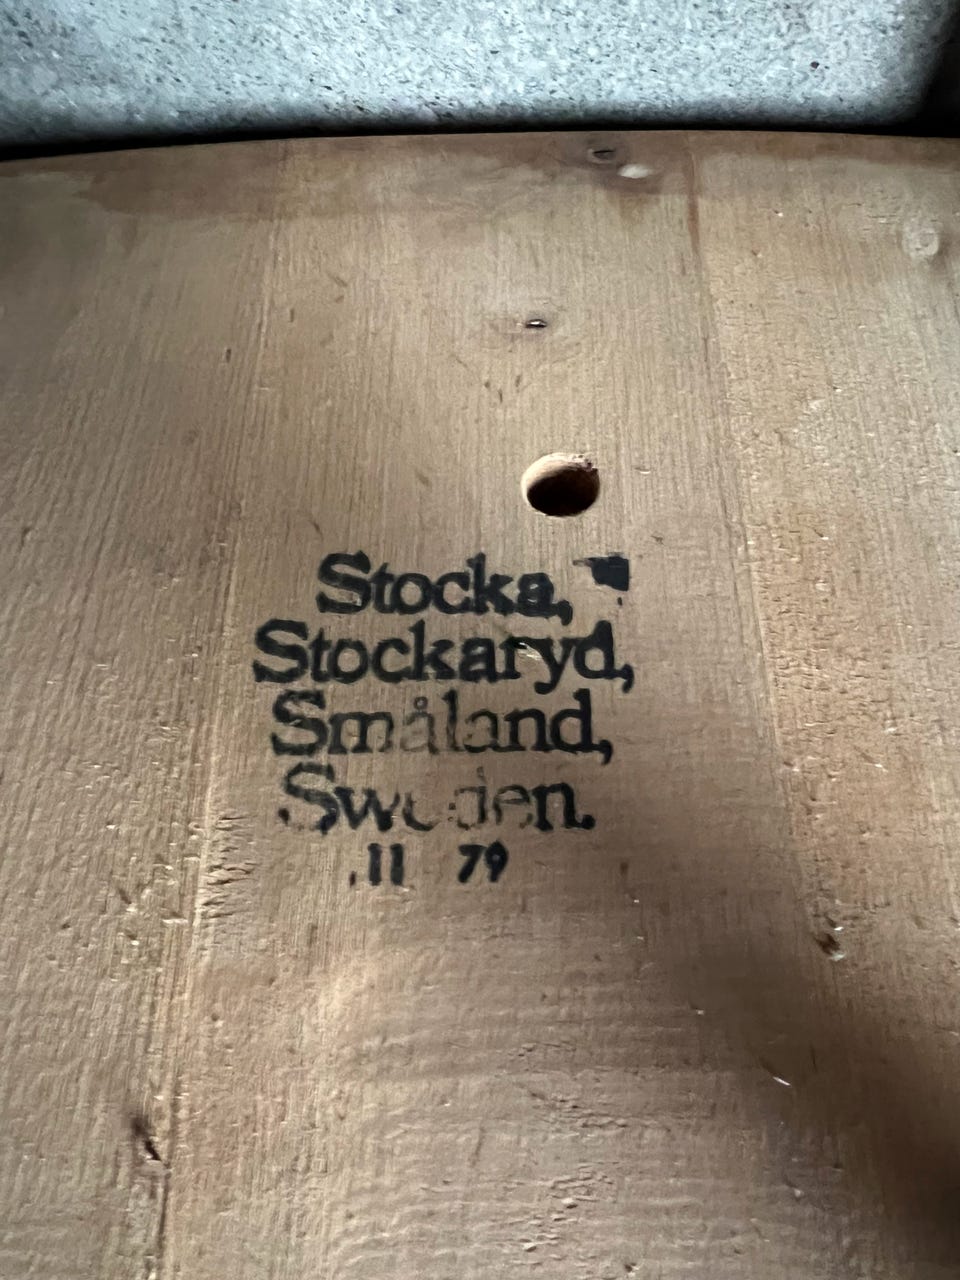 Stocka,
Stockaryd,
Småland,
Sweden.
.11 79